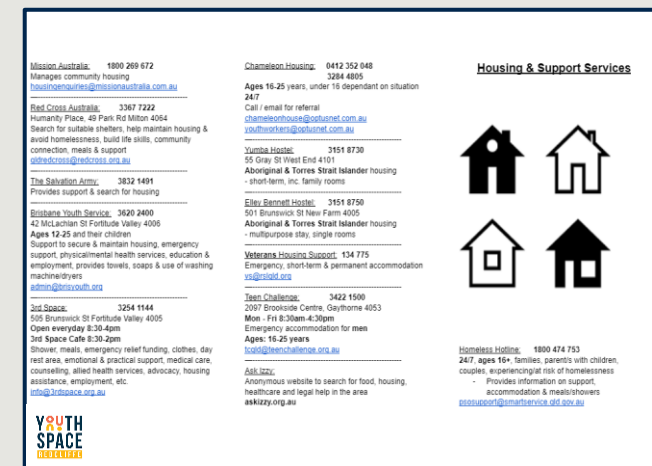 Mission Australia: 1800 269 672
Manages community housing
housingenquiries@missionaustralia.com.au
Red Cross Australia: 3367 7222
Humanity Place, 49 Park Rd Milton 4064
Search for suitable shelters, help maintain housing &
avoid homelessness, build life skills, community
connection, meals & support
qldredcross@redcross.org.au
The Salvation Army: 3832 1491
Provides support & search for housing
Brisbane Youth Service: 3620 2400
42 McLachlan St Fortitude Valley 4006
Ages 12-25 and their children
Support to secure & maintain housing, emergency
support, physical/mental health services, education &
employment, provides towels, soaps & use of washing
machine/dryers
admin@brisyouth.org
3rd Space: 3254 1144
505 Brunswick St Fortitude Valley 4005
Open everyday 8:30-4pm
3rd Space Cafe 8:30-2pm
Shower, meals, emergency relief funding, clothes, day
rest area, emotional & practical support, medical care,
counselling, allied health services, advocacy, housing
assistance, employment, etc.
info@3rdspace.org.au
YOUTH
SPACE
REDCLIFFE
Chameleon Housing: 0412 352 048
3284 4805
Ages 16-25 years, under 16 dependant on situation
24/7
Call / email for referral
chameleonhouse@optusnet.com.au
youthworkers@optusnet.com.au
Yumba Hostel: 3151 8730
55 Gray St West End 4101
Aboriginal & Torres Strait Islander housing
- short-term, inc. family rooms
Elley Bennett Hostel: 3151 8750
501 Brunswick St New Farm 4005
Aboriginal & Torres Strait Islander housing
- multipurpose stay, single rooms
Veterans Housing Support: 134 775
Emergency, short-term & permanent accommodation
vs@rslqld.org
Teen Challenge: 3422 1500
2097 Brookside Centre, Gaythorne 4053
Mon - Fri 8:30am-4:30pm
Emergency accommodation for men
Ages: 16-25 years
tcqld@teenchallenge.org.au
Ask Izzy:
Anonymous website to search for food, housing,
healthcare and legal help in the area
askizzy.org.au
Housing & Support Services
Homeless Hotline: 1800 474 753
24/7, ages 16+, families, parent/s with children,
couples, experiencing/at risk of homelessness
- Provides information on support,
accommodation & meals/showers
psosupport@smartservice.qld.gov.au